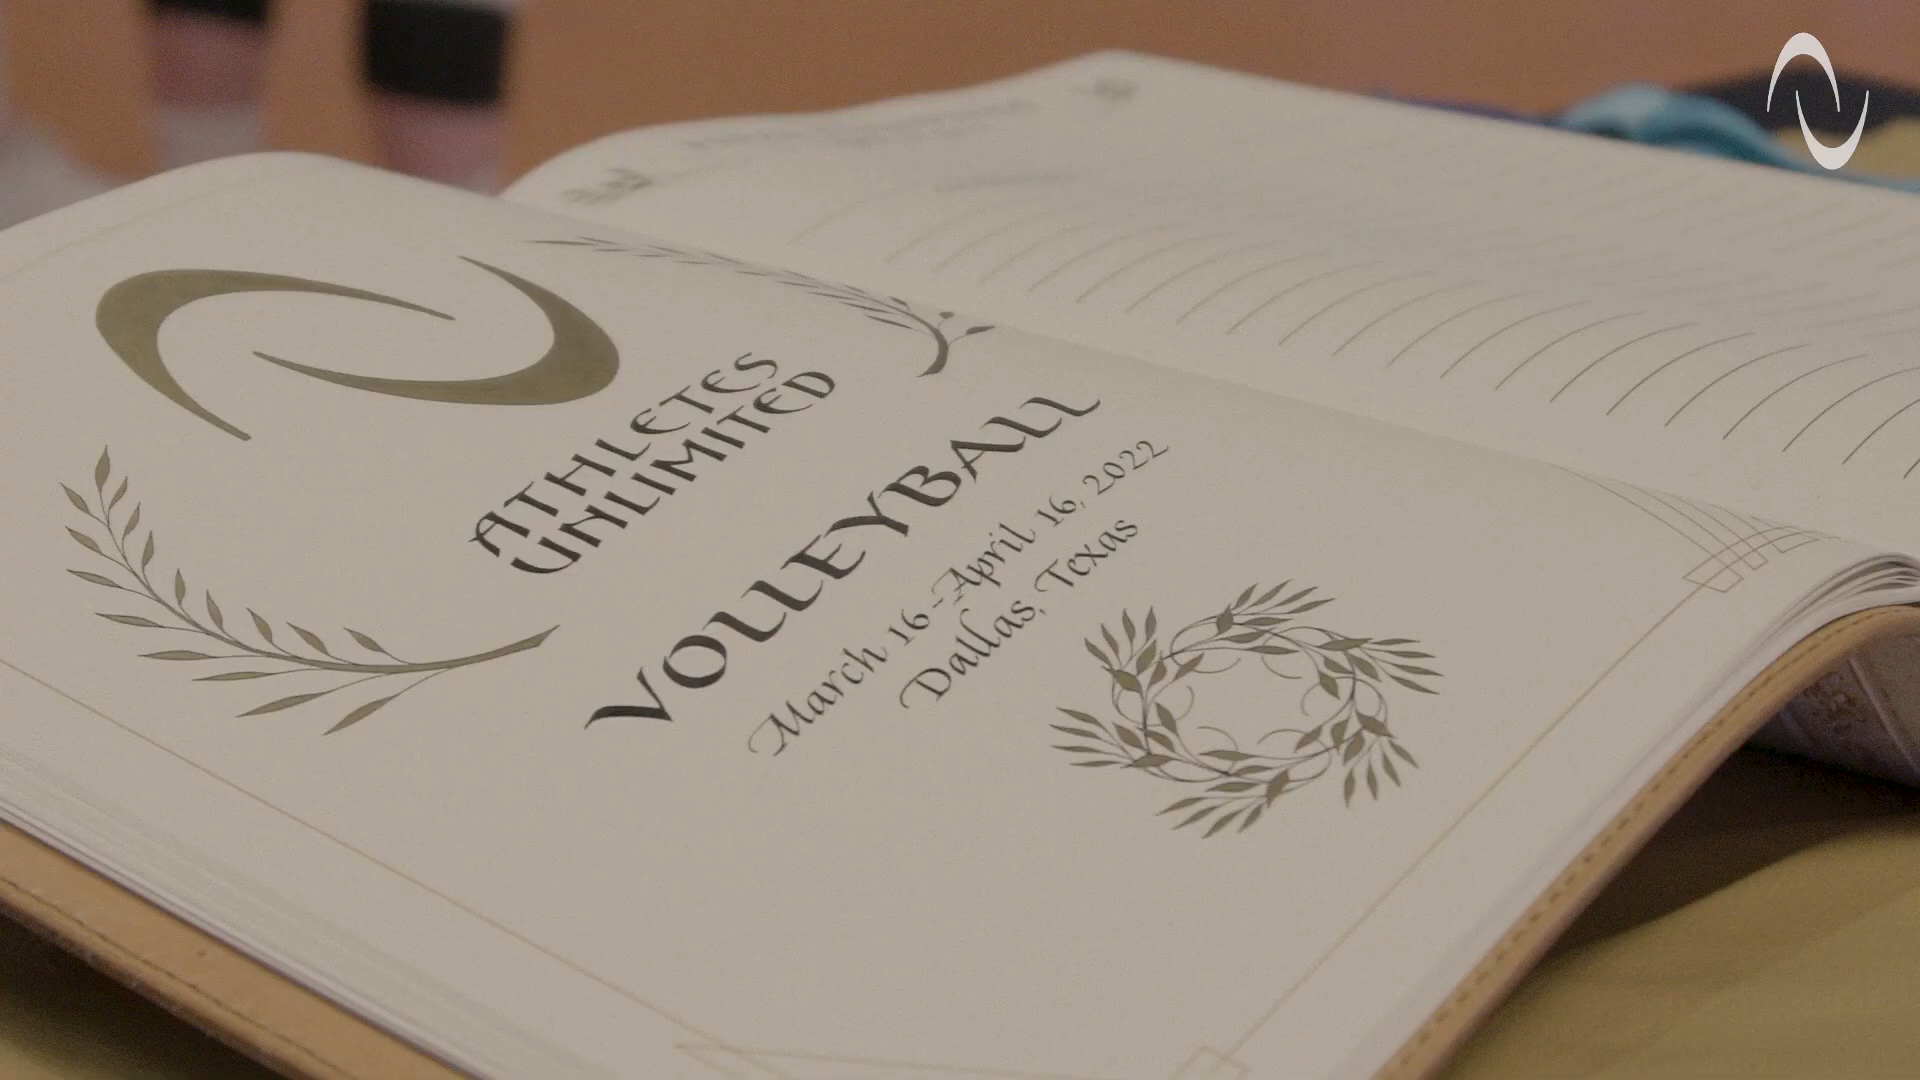 ATHLETES
UNLIMITED
VOLLEYBALL
March 16-April 16, 2022
Dallas, Texas